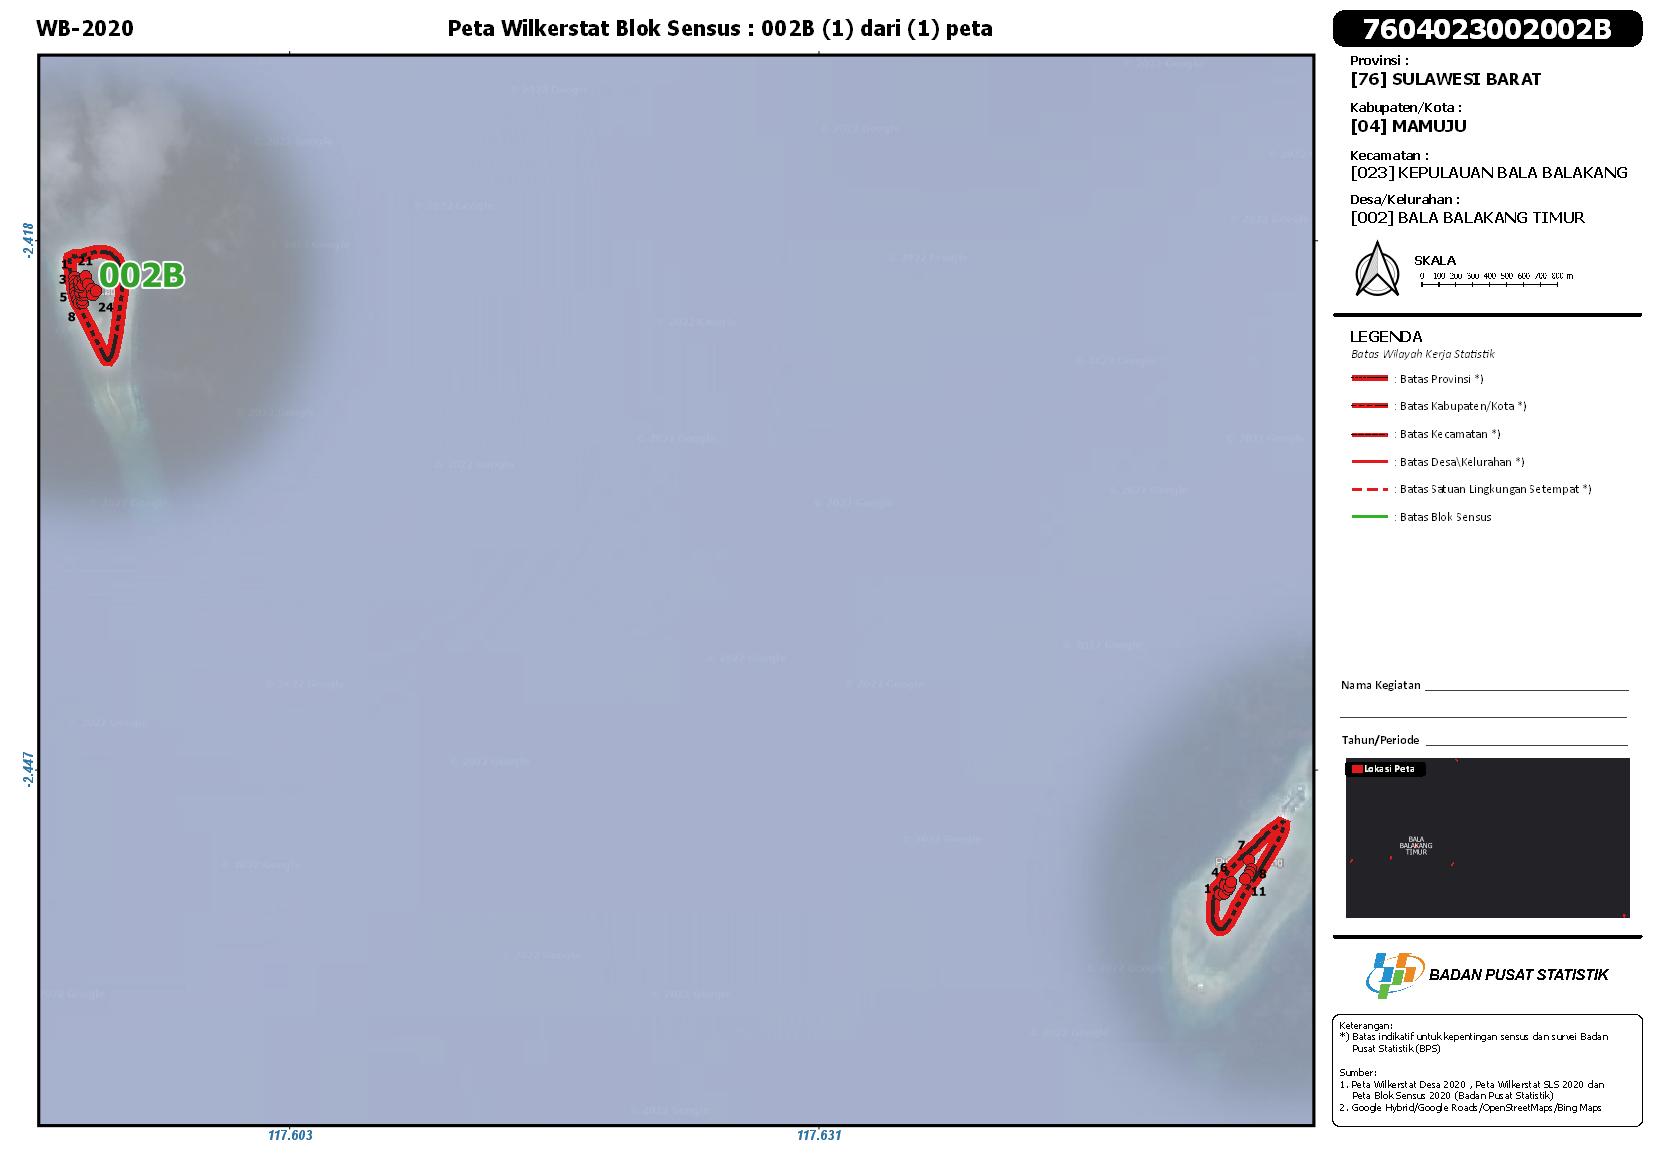 WB-2020
Peta Wilkerstat Blok Sensus : 002B (1) dari (1) peta
7604023002002B
Provinsi :
[76] SULAWESI BARAT
Kabupaten/Kota :
[04] MAMUJU
Kecamatan :
[023] KEPULAUAN BALA BALAKANG
Desa/Kelurahan :
[002] BALA BALAKANG TIMUR
SKALA
0 100 200 300 400 500 600 700 800 m
LEGENDA
Batas Wilayah Kerja Statistik
: Batas Provinsi *)
: Batas Kabupaten/Kota *)
: Batas Kecamatan *)
: Batas Desa\Kelurahan *)
: Batas Satuan Lingkungan Setempat *)
: Batas Blok Sensus
Nama Kegiatan
Tahun/Periode
Lokasi Peta
BALA
BALAKANG
TIMUR
BADAN PUSAT STATISTIK
Keterangan:
*) Batas indikatif untuk kepentingan sensus dan survei Badan
Pusat Statistik (BPS)
Sumber:
1. Peta Wilkerstat Desa 2020 , Peta Wilkerstat SLS 2020 dan
Peta Blok Sensus 2020 (Badan Pusat Statistik)
2. Google Hybrid/Google Roads/OpenStreetMaps/Bing Maps
-2.418
-2.447
117.603
117.631
002B
1
21
3
5
24
8
7
6
4
8
1
11